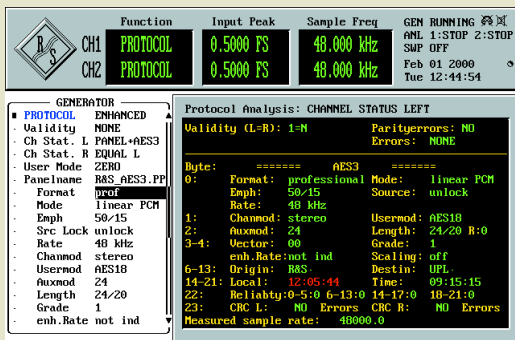 Function Input Peak Sample Freq GEN RUNNING
R/S CH1 PROTOCOL 0.5000 FS 48.000 kHz ANL 1:STOP 2:STOP
SWP OFF
CH2 PROTOCOL 0.5000 FS 48.000 kHz Feb 01 2000
Tue 12:44:54
GENERATOR
PROTOCOL ENHANCED
Validity NONE
Ch Stat. L PANEL+AES3
Ch Stat. R EQUAL L
User Mode ZERO
Panelname R&S_AES3.PP
Format prof
Mode linear PCM
Emph 50/15
Src Lock unlock
Rate 48 kHz
Chanmod stereo
Usermod AES18
Auxmod 24
Length 24/20
Grade 1
enh.Rate not ind
Protocol Analysis: CHANNEL STATUS LEFT
Validity (L=R): 1=N Parityerrors: NO
Errors: NONE
Byte: ======= AES3 =======
0: Format: professional Mode: linear PCM
Emph: 50/15 Source: unlock
Rate: 48 kHz
1: Chanmod: stereo Usermod: AES18
2: Auxmod: 24 Length: 24/20 R:0
3-4: Vector: 00 Grade: 1
enh.Rate:not ind Scaling: off
6-13: Origin: R&S Destin: UPL
14-21: Local: 12:05:44 Time: 09:15:15
22: Reliabty:0-5:0 6-13:0 14-17:0 18-21:0
23: CRC L: NO Errors CRC R: NO Errors
Measured sample rate: 48000.0